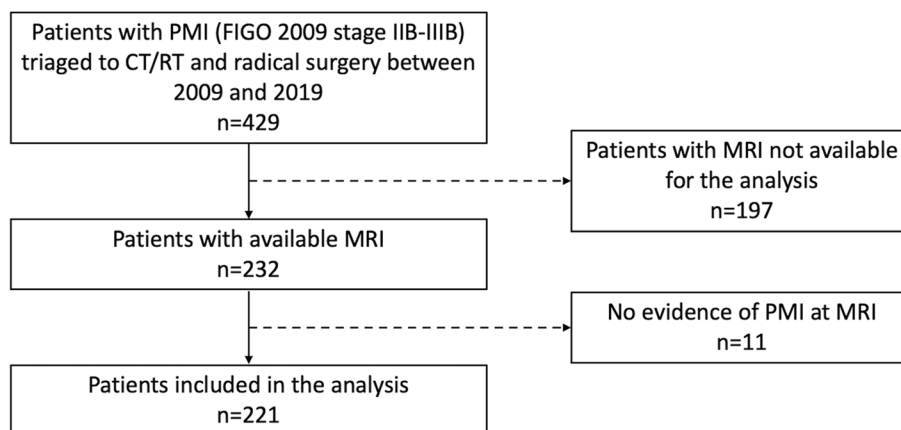 Patients with PMI (FIGO 2009 stage IIB-IIIB)
triaged to CT/RT and radical surgery between
2009 and 2019
n=429
Patients with MRI not available
for the analysis
n=197
Patients with available MRI
n=232
No evidence of PMI at MRI
n=11
Patients included in the analysis
n=221